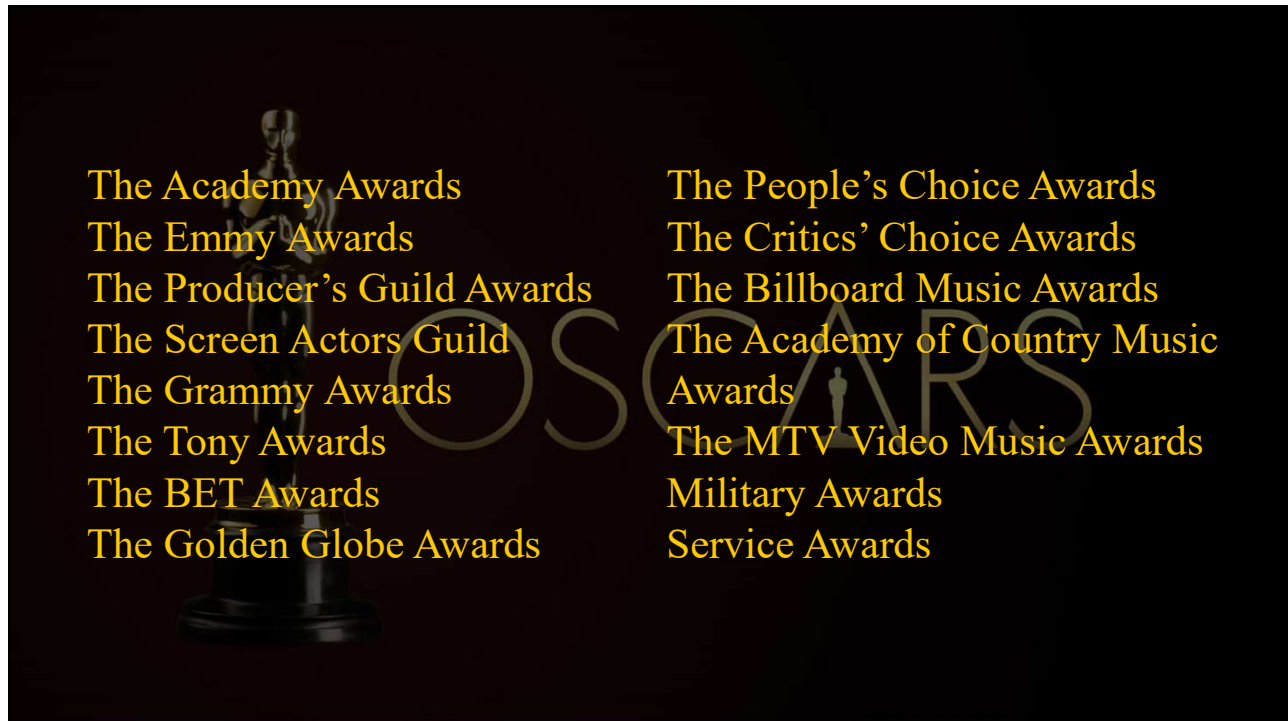 The Academy Awards
The Emmy Awards
The Producer’s Guild Awards
The Screen Actors Guild
The Grammy Awards
The Tony Awards
The BET Awards
The Golden Globe Awards
The People’s Choice Awards
The Critics’ Choice Awards
The Billboard Music Awards
The Academy of Country Music
Awards
The MTV Video Music Awards
Military Awards
Service Awards
OSCARS